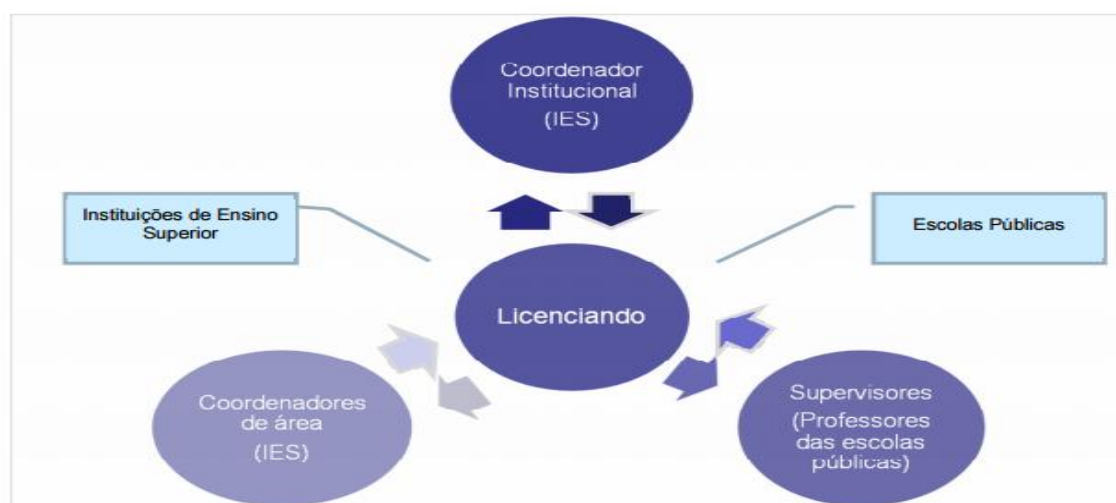 Coordenador
Institucional
(IES)
Instituições de Ensino
Superior
Escolas Públicas
Licenciando
Coordenadores
de área
(IES)
Supervisores
(Professores
das escolas
públicas)